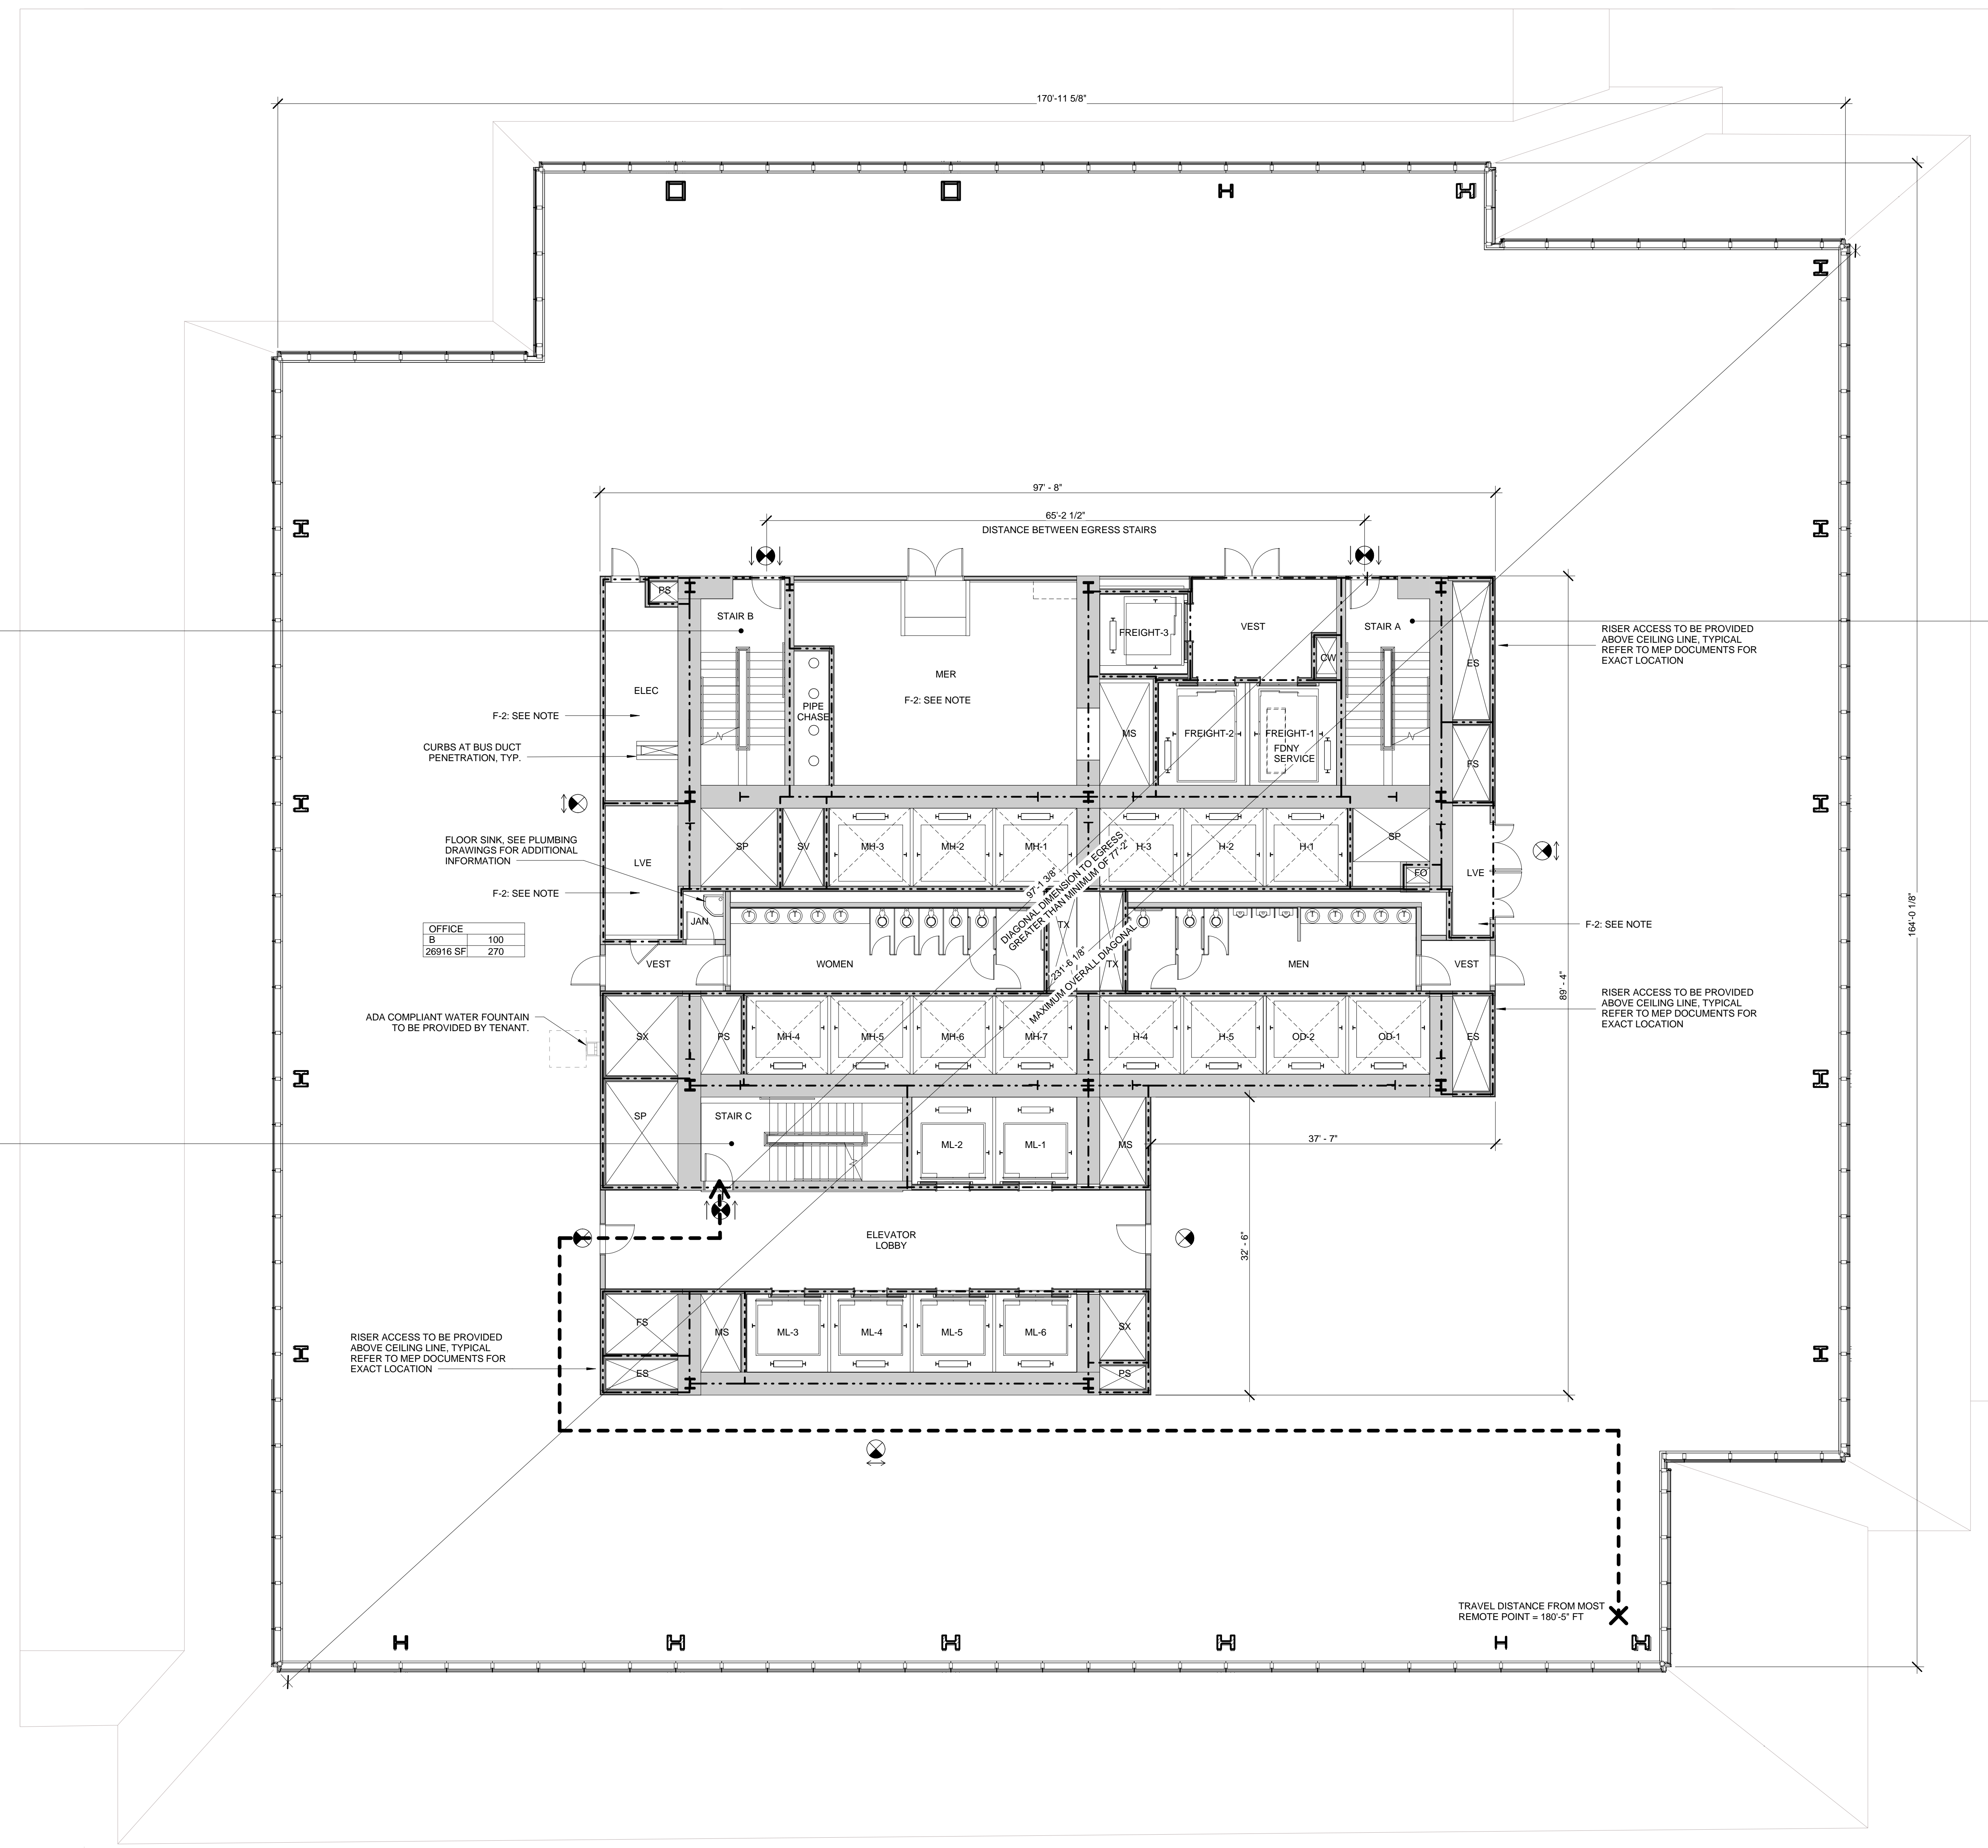 170'-11 5/8"
97' - 8"
65'-2 1/2"
DISTANCE BETWEEN EGRESS STAIRS
PS
STAIR B
FREIGHT-3
VEST
STAIR A
CW
ES
RISER ACCESS TO BE PROVIDED
ABOVE CEILING LINE, TYPICAL
REFER TO MEP DOCUMENTS FOR
EXACT LOCATION
ELEC
MER
F-2: SEE NOTE
F-2: SEE NOTE
PIPE
CHASE
MS
FREIGHT-2
FREIGHT-1
FDNY
SERVICE
FS
CURBS AT BUS DUCT
PENETRATION, TYP.
FLOOR SINK, SEE PLUMBING
DRAWINGS FOR ADDITIONAL
INFORMATION
LVE
SP
SV
MH-3
MH-2
MH-1
H-3
H-2
H-1
SP
FO
LVE
F-2: SEE NOTE
97'-1 3/8"
DIAGONAL DIMENSION TO EGRESS
GREATER THAN MINIMUM OF 77'-2"
F-2: SEE NOTE
OFFICE
B 100
26916 SF 270
JAN
VEST
WOMEN
TX
TX
MEN
VEST
231'-6 1/8"
MAXIMUM OVERALL DIAGONAL
164'-0 1/8"
89' - 4"
ADA COMPLIANT WATER FOUNTAIN
TO BE PROVIDED BY TENANT.
SX
PS
MH-4
MH-5
MH-6
MH-7
H-4
H-5
OD-2
OD-1
ES
RISER ACCESS TO BE PROVIDED
ABOVE CEILING LINE, TYPICAL
REFER TO MEP DOCUMENTS FOR
EXACT LOCATION
SP
STAIR C
ML-2
ML-1
MS
37' - 7"
32' - 6"
ELEVATOR
LOBBY
RISER ACCESS TO BE PROVIDED
ABOVE CEILING LINE, TYPICAL
REFER TO MEP DOCUMENTS FOR
EXACT LOCATION
FS
ES
MS
ML-3
ML-4
ML-5
ML-6
SX
PS
TRAVEL DISTANCE FROM MOST
REMOTE POINT = 180'-5" FT